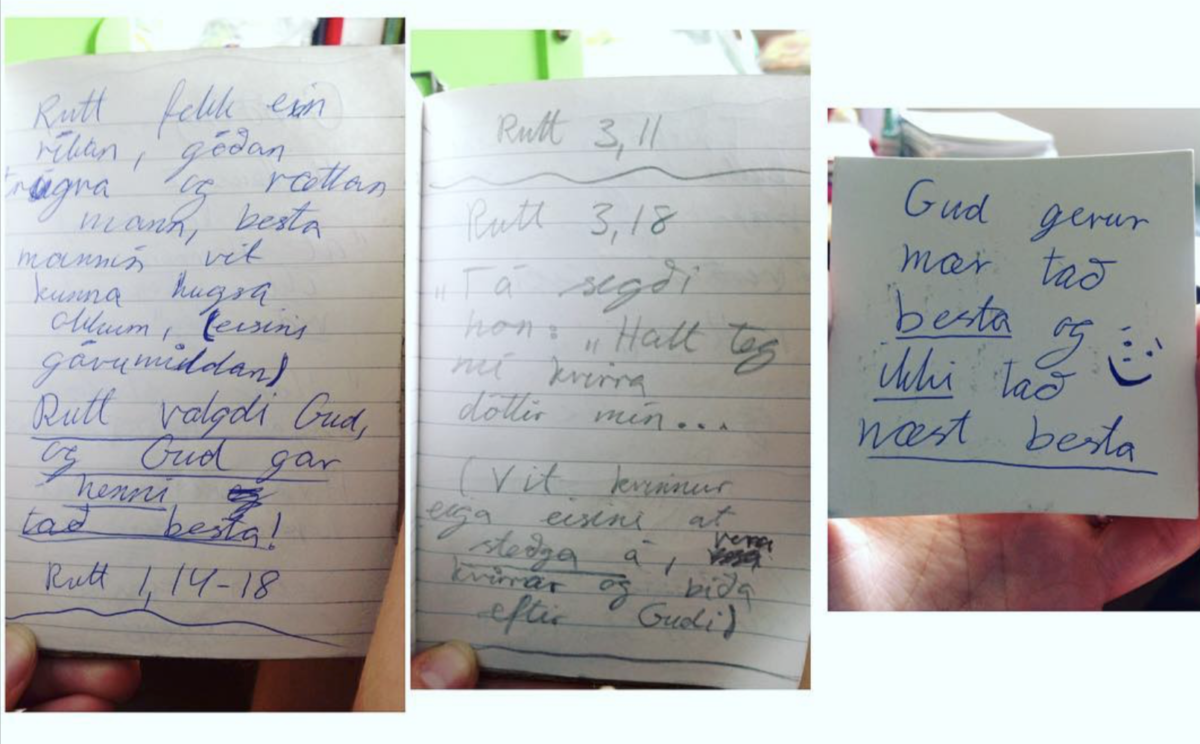 Rutt fekk ein
ríkan, góðan
trúgva og rættan
mann, besta
mannin vit
kunna hugsa
okkum, (eisini
gávumiddan)
Rutt valgdi Gud,
og Gud gav
henni
tað besta!
Rutt 1, 14-18
Rutt 3, 11
Rutt 3,18
"Tá segði
hon: "Halt teg
nú kvirra
dóttir mín...
(Vit kvinnur
eiga eisini at
steðga á, vera
kvirrar og bíða
eftir Gudi)
Gud gevur
mær tað
besta og
ikki tað
næst besta